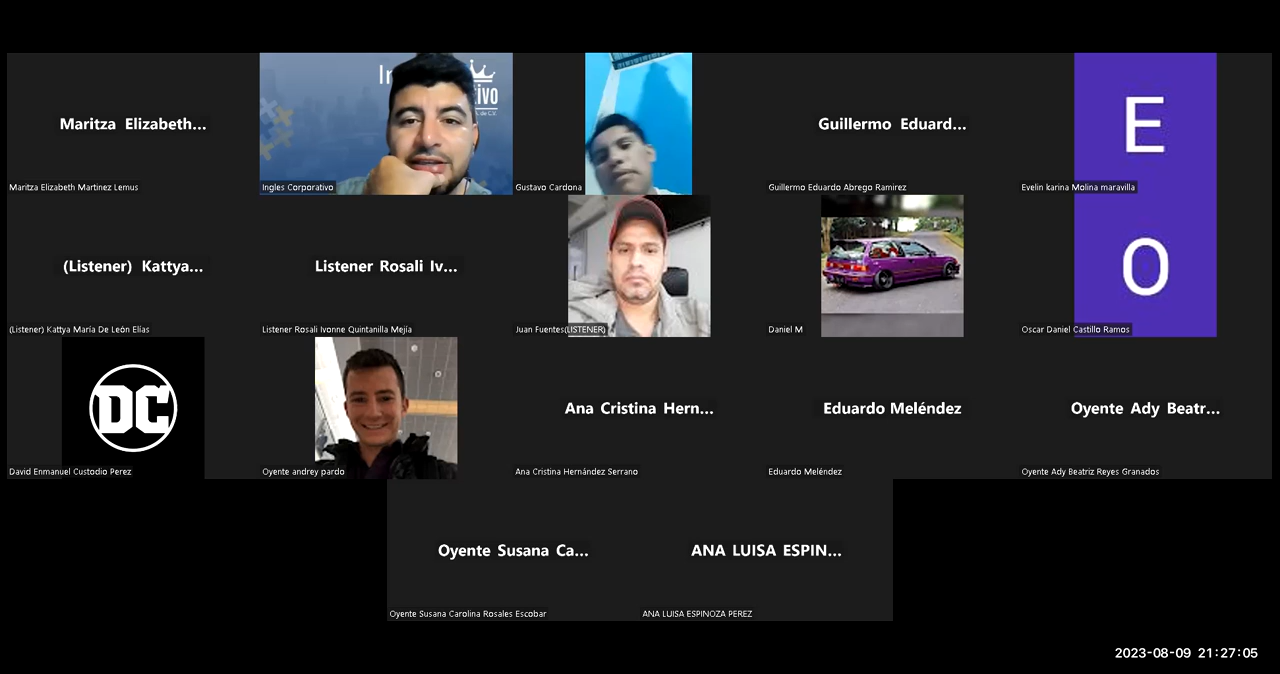 Maritza Elizabeth...
Maritza Elizabeth Martinez Lemus
In
IVO
Ingles Corporativo
Gustavo Cardona
Guillermo Eduard...
Guillermo Eduardo Abrego Ramirez
E
Evelin karina Molina maravilla
(Listener) Kattya...
(Listener) Kattya María De León Elías
Listener Rosali Iv...
Listener Rosali Ivonne Quintanilla Mejía
Juan Fuentes(LISTENER)
Daniel M
O
Oscar Daniel Castillo Ramos
DC
David Enmanuel Custodio Perez
Oyente andrey pardo
Ana Cristina Hern...
Ana Cristina Hernández Serrano
Eduardo Meléndez
Eduardo Meléndez
Oyente Ady Beatr...
Oyente Ady Beatriz Reyes Granados
Oyente Susana Ca...
Oyente Susana Carolina Rosales Escobar
ANA LUISA ESPIN...
ANA LUISA ESPINOZA PEREZ
2023-08-09 21:27:05